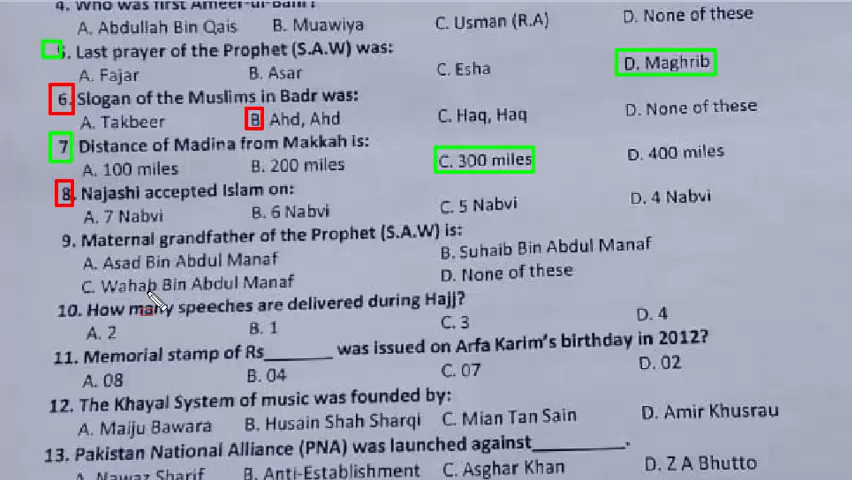 4. Who was first Ameer-ul-Bahr?
A. Abdullah Bin Qais B. Muawiya C. Usman (R.A) D. None of these
5. Last prayer of the Prophet (S.A.W) was:
A. Fajar B. Asar C. Esha D. Maghrib
6. Slogan of the Muslims in Badr was:
A. Takbeer B Ahd, Ahd C. Haq, Haq D. None of these
7 Distance of Madina from Makkah is:
A. 100 miles B. 200 miles C. 300 miles D. 400 miles
8. Najashi accepted Islam on:
A. 7 Nabvi B. 6 Nabvi C. 5 Nabvi D. 4 Nabvi
9. Maternal grandfather of the Prophet (S.A.W) is:
A. Asad Bin Abdul Manaf B. Suhaib Bin Abdul Manaf
C. Wahab Bin Abdul Manaf D. None of these
10. How many speeches are delivered during Hajj?
A. 2 B. 1 C. 3 D. 4
11. Memorial stamp of Rs_______ was issued on Arfa Karim's birthday in 2012?
A. 08 B. 04 C. 07 D. 02
12. The Khayal System of music was founded by:
A. Maiju Bawara B. Husain Shah Sharqi C. Mian Tan Sain D. Amir Khusrau
13. Pakistan National Alliance (PNA) was launched against_________.
A. Nawaz Sharif B. Anti-Establishment C. Asghar Khan D. Z A Bhutto